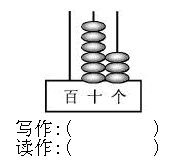 百十个
写作:(        )
读作:(        )